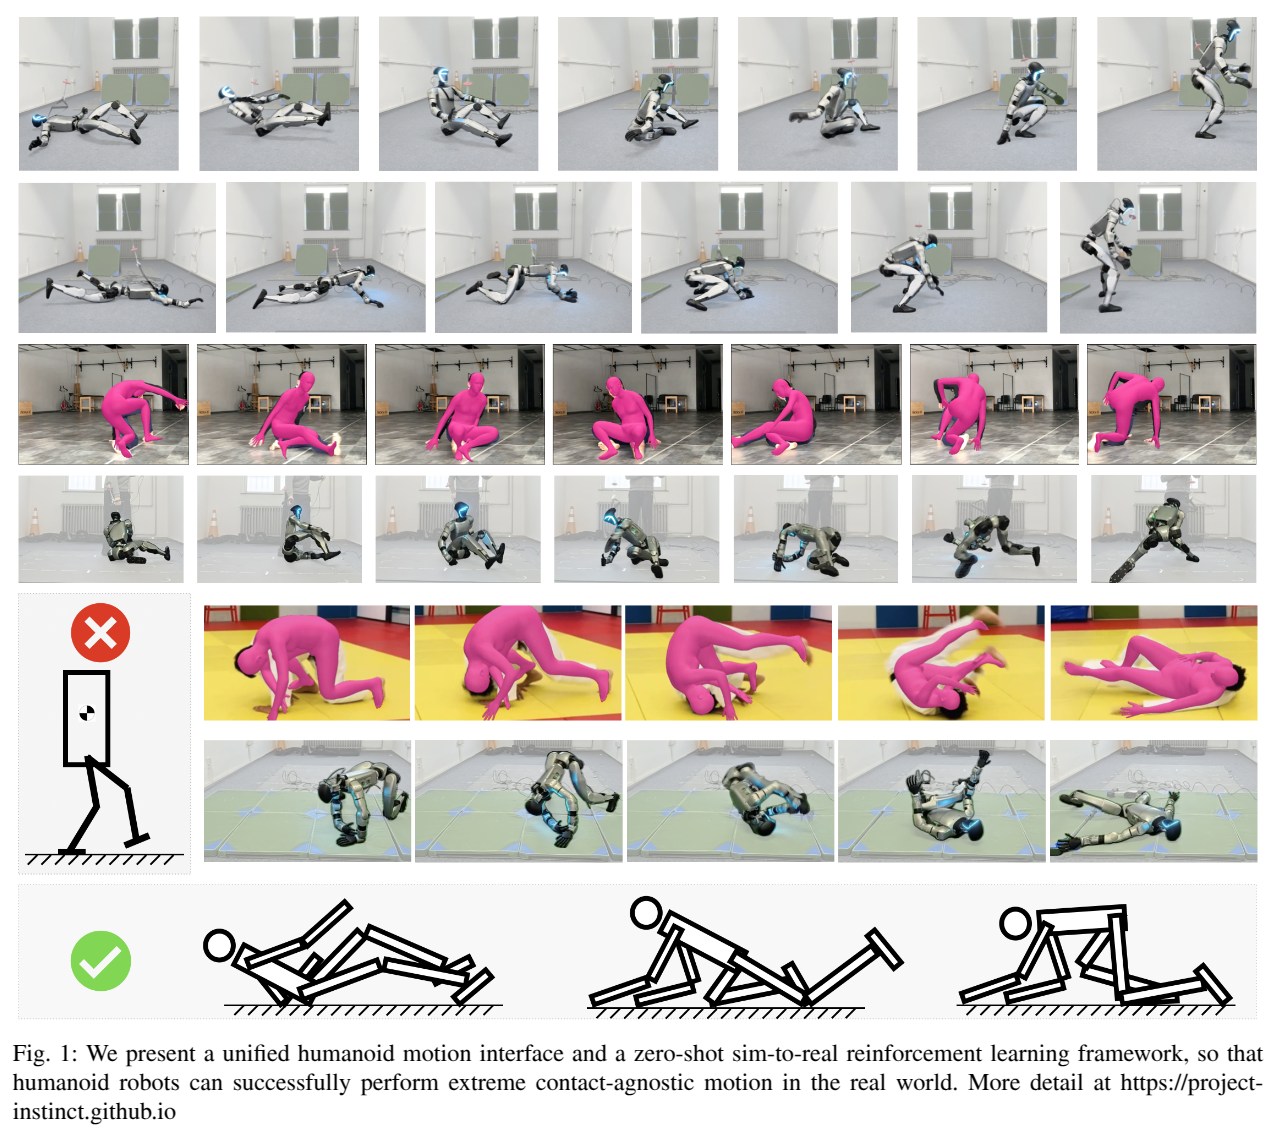 Fig. 1: We present a unified humanoid motion interface and a zero-shot sim-to-real reinforcement learning framework, so that
humanoid robots can successfully perform extreme contact-agnostic motion in the real world. More detail at https://project-
instinct.github.io